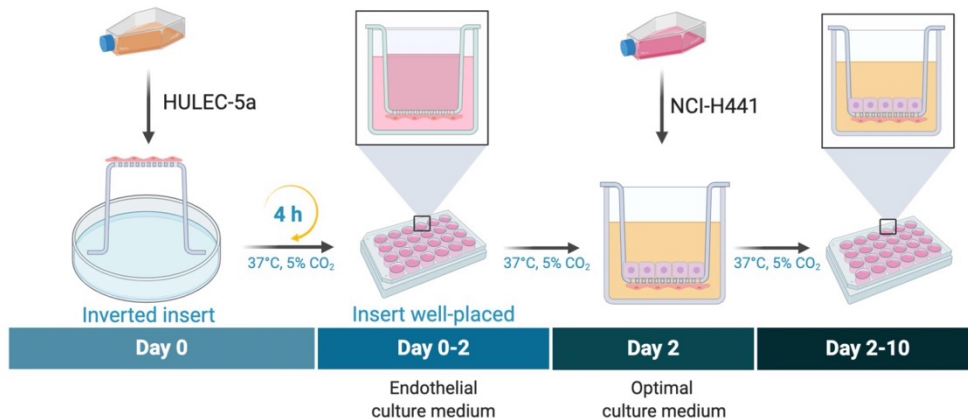 HULEC-5a
NCI-H441
4 h
37°C, 5% CO₂
37°C, 5% CO₂
37°C, 5% CO₂
Inverted insert
Insert well-placed
Day 0
Day 0-2
Day 2
Day 2-10
Endothelial
culture medium
Optimal
culture medium